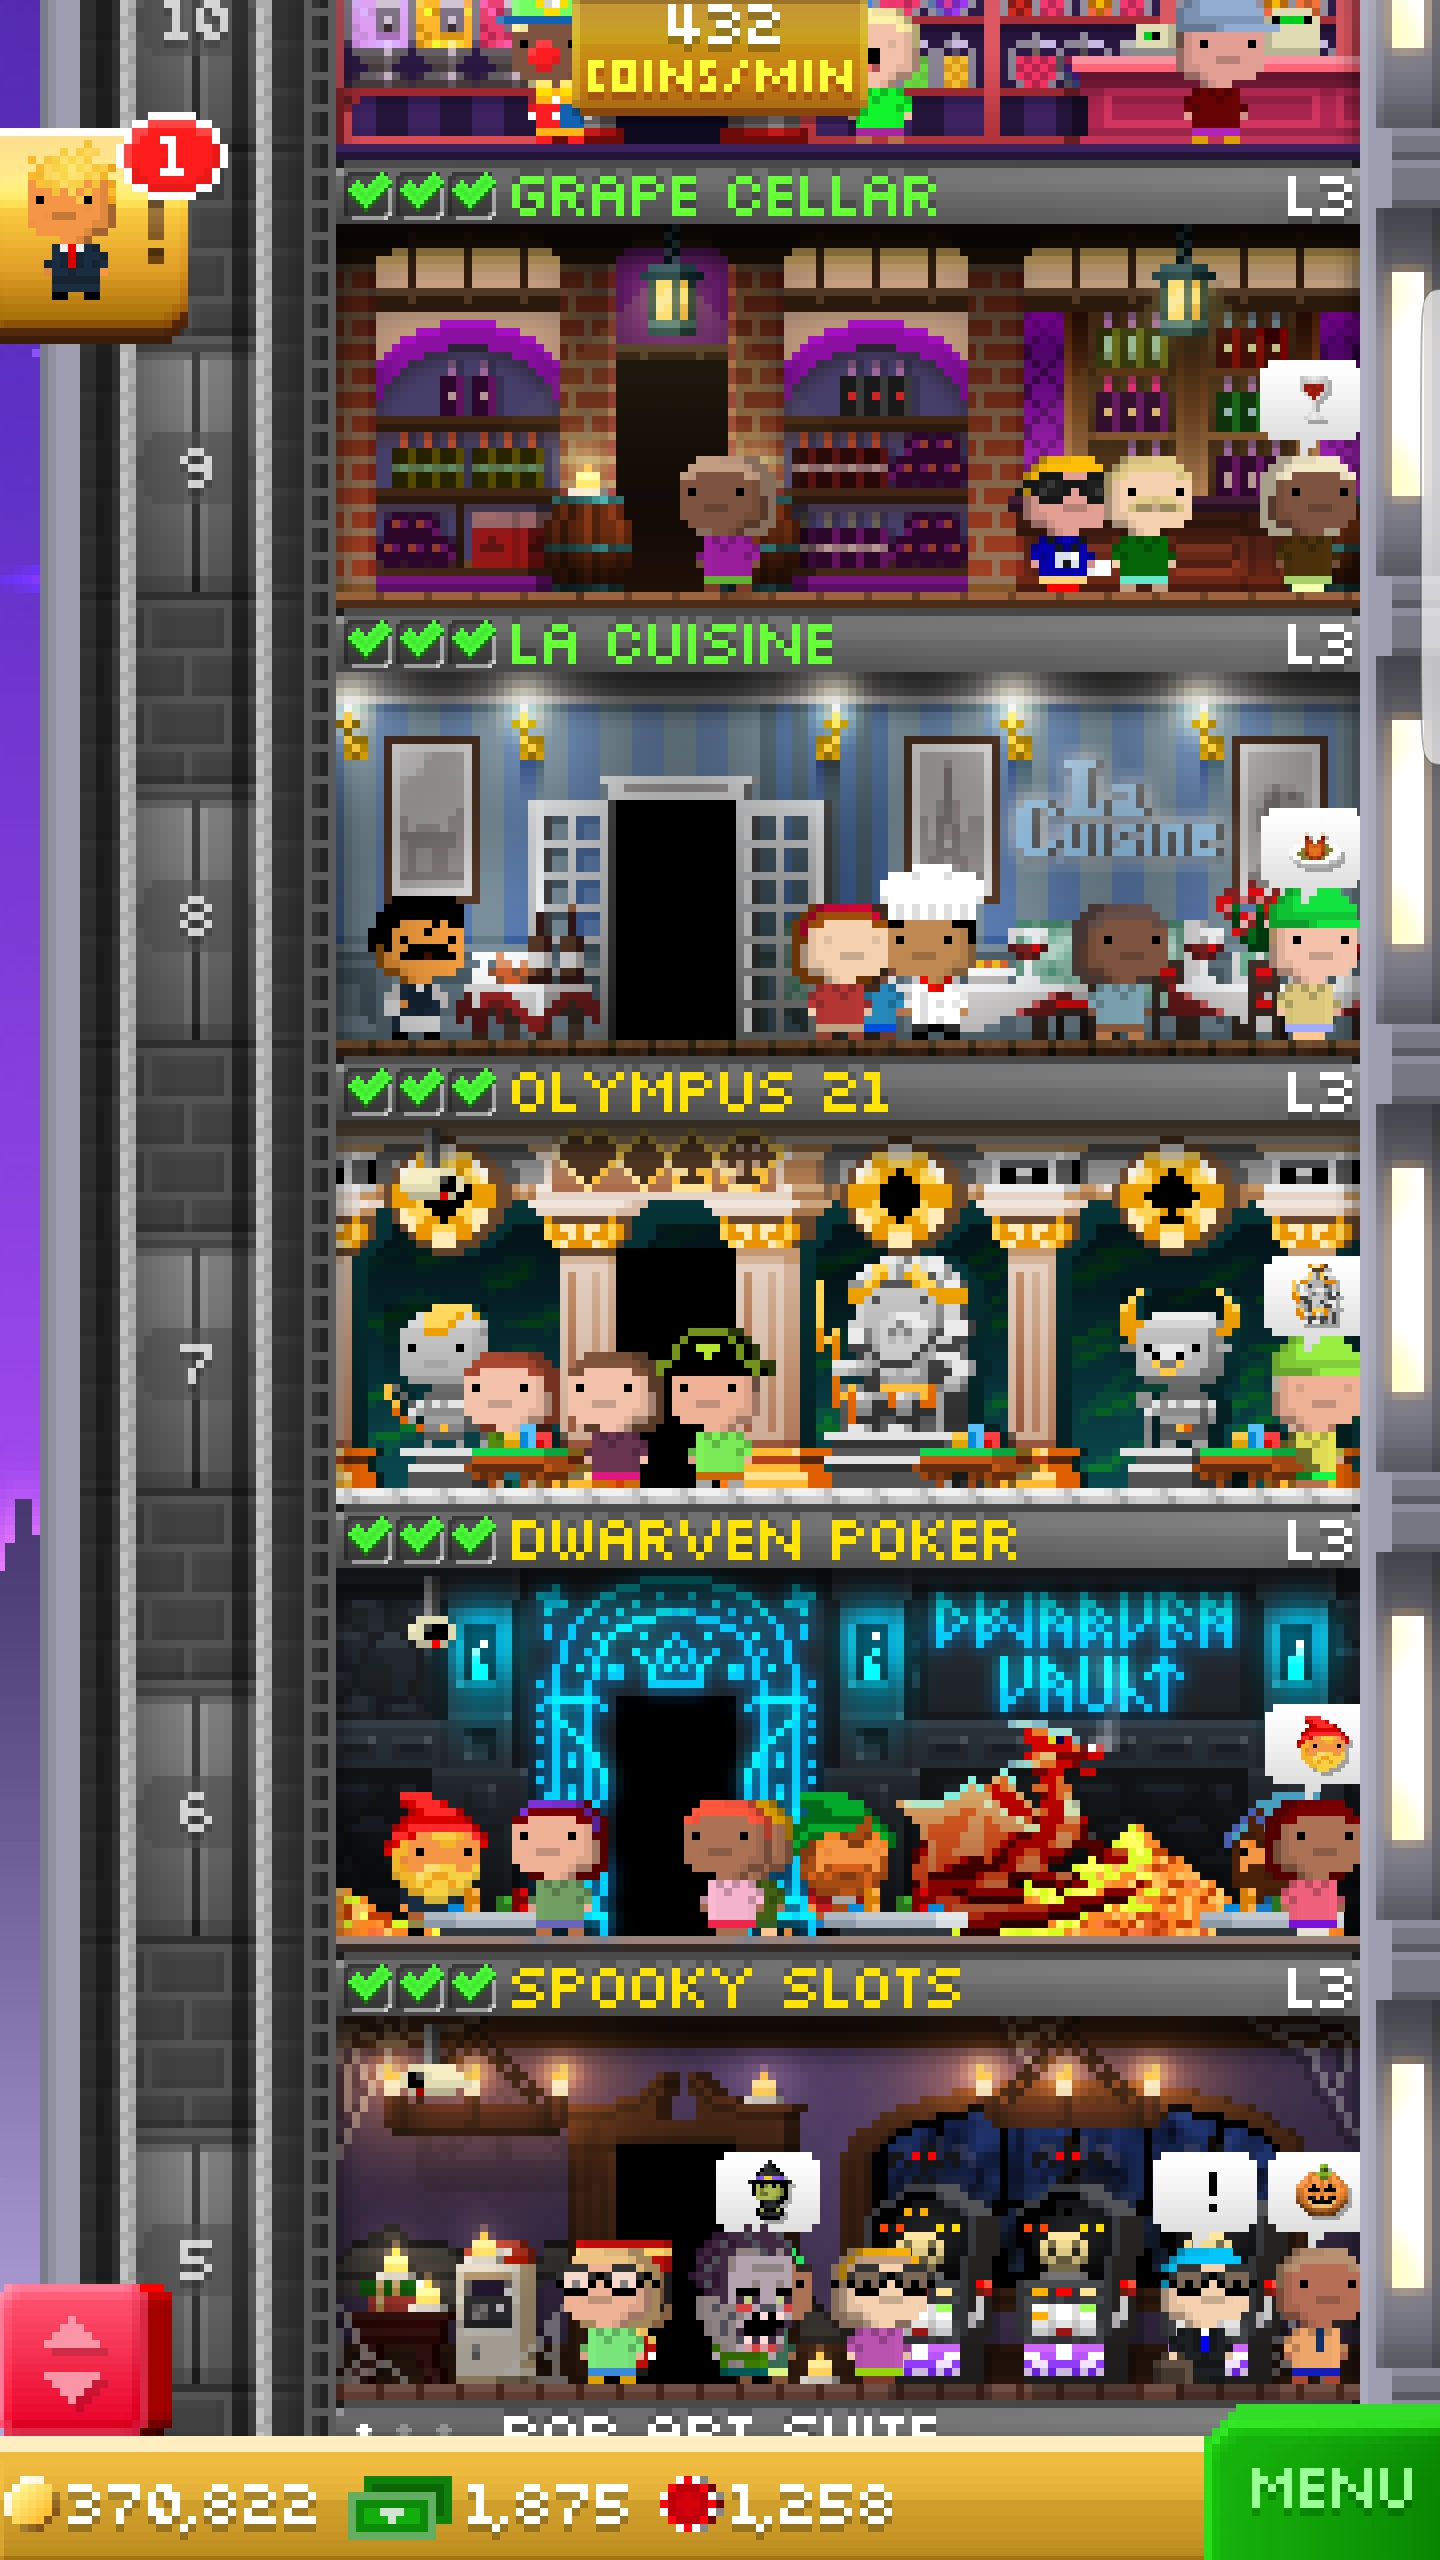 10
432
COINS/MIN
1
GRAPE CELLAR L3
9
LA CUISINE L3
La
Cuisine
8
OLYMPUS 21 L3
7
DWARVEN POKER L3
DWARVEN
VAULT
6
SPOOKY SLOTS L3
!
5
POP ART SUITE
370,822 1,875 1,258
MENU